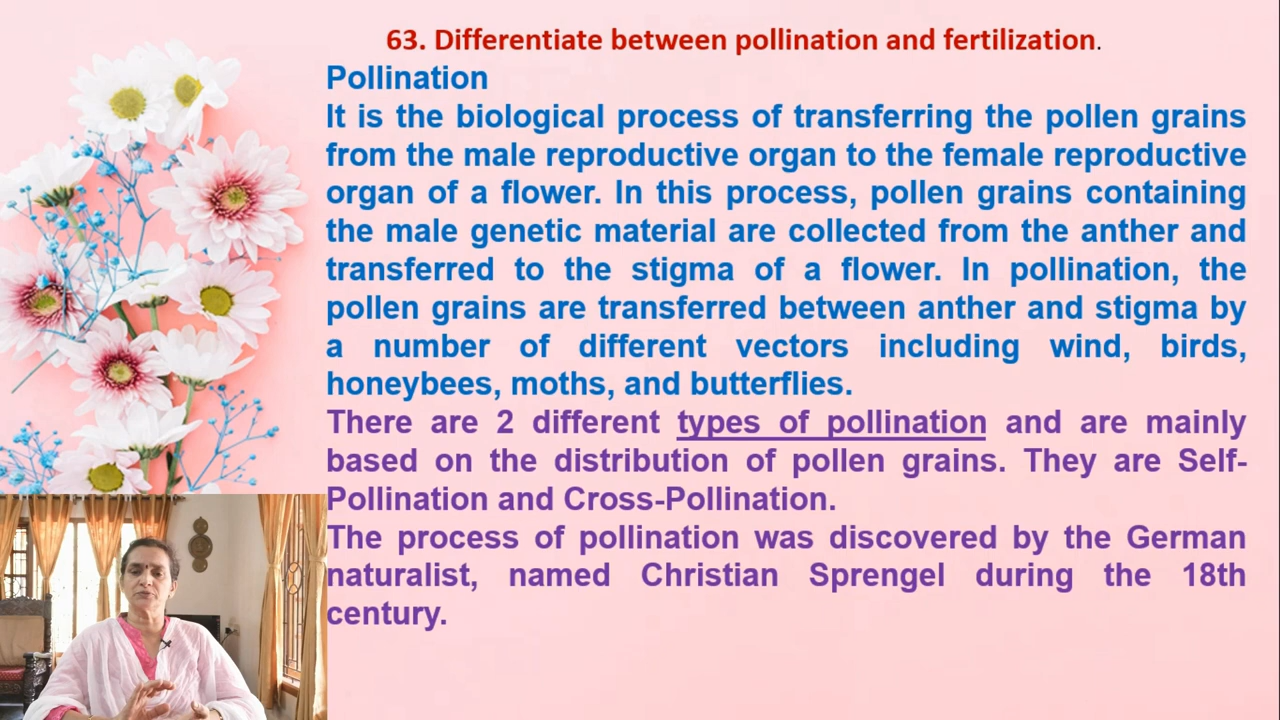 63. Differentiate between pollination and fertilization.
Pollination
It is the biological process of transferring the pollen grains
from the male reproductive organ to the female reproductive
organ of a flower. In this process, pollen grains containing
the male genetic material are collected from the anther and
transferred to the stigma of a flower. In pollination, the
pollen grains are transferred between anther and stigma by
a number of different vectors including wind, birds,
honeybees, moths, and butterflies.
There are 2 different types of pollination and are mainly
based on the distribution of pollen grains. They are Self-
Pollination and Cross-Pollination.
The process of pollination was discovered by the German
naturalist, named Christian Sprengel during the 18th
century.